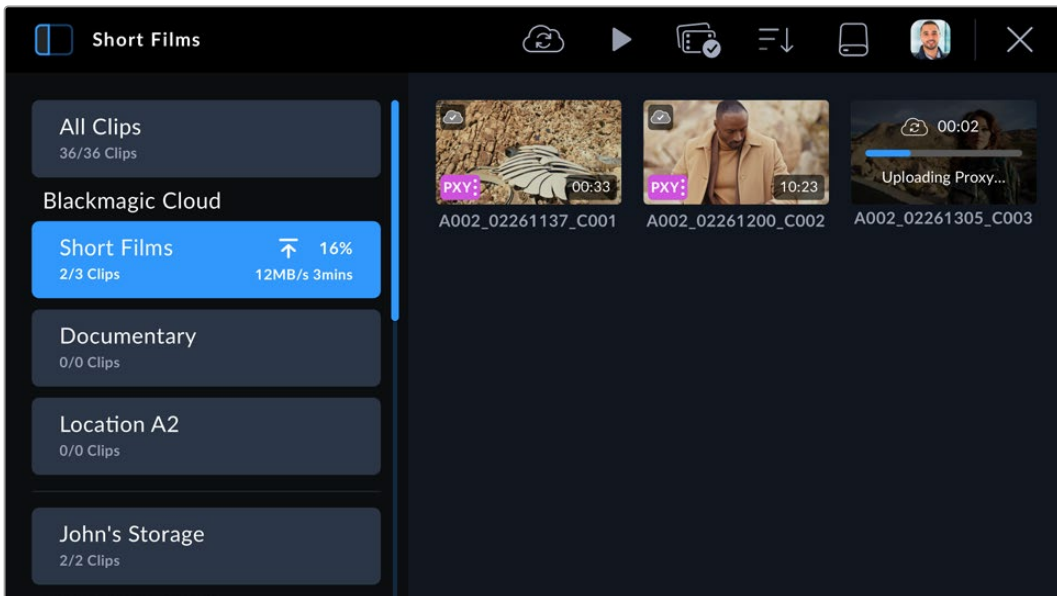 Short Films
All Clips
36/36 Clips
Blackmagic Cloud
Short Films 16%
2/3 Clips 12MB/s 3mins
Documentary
0/0 Clips
Location A2
0/0 Clips
John's Storage
2/2 Clips
PXY 00:33
A002_02261137_C001
PXY 10:23
A002_02261200_C002
00:02
Uploading Proxy...
A002_02261305_C003